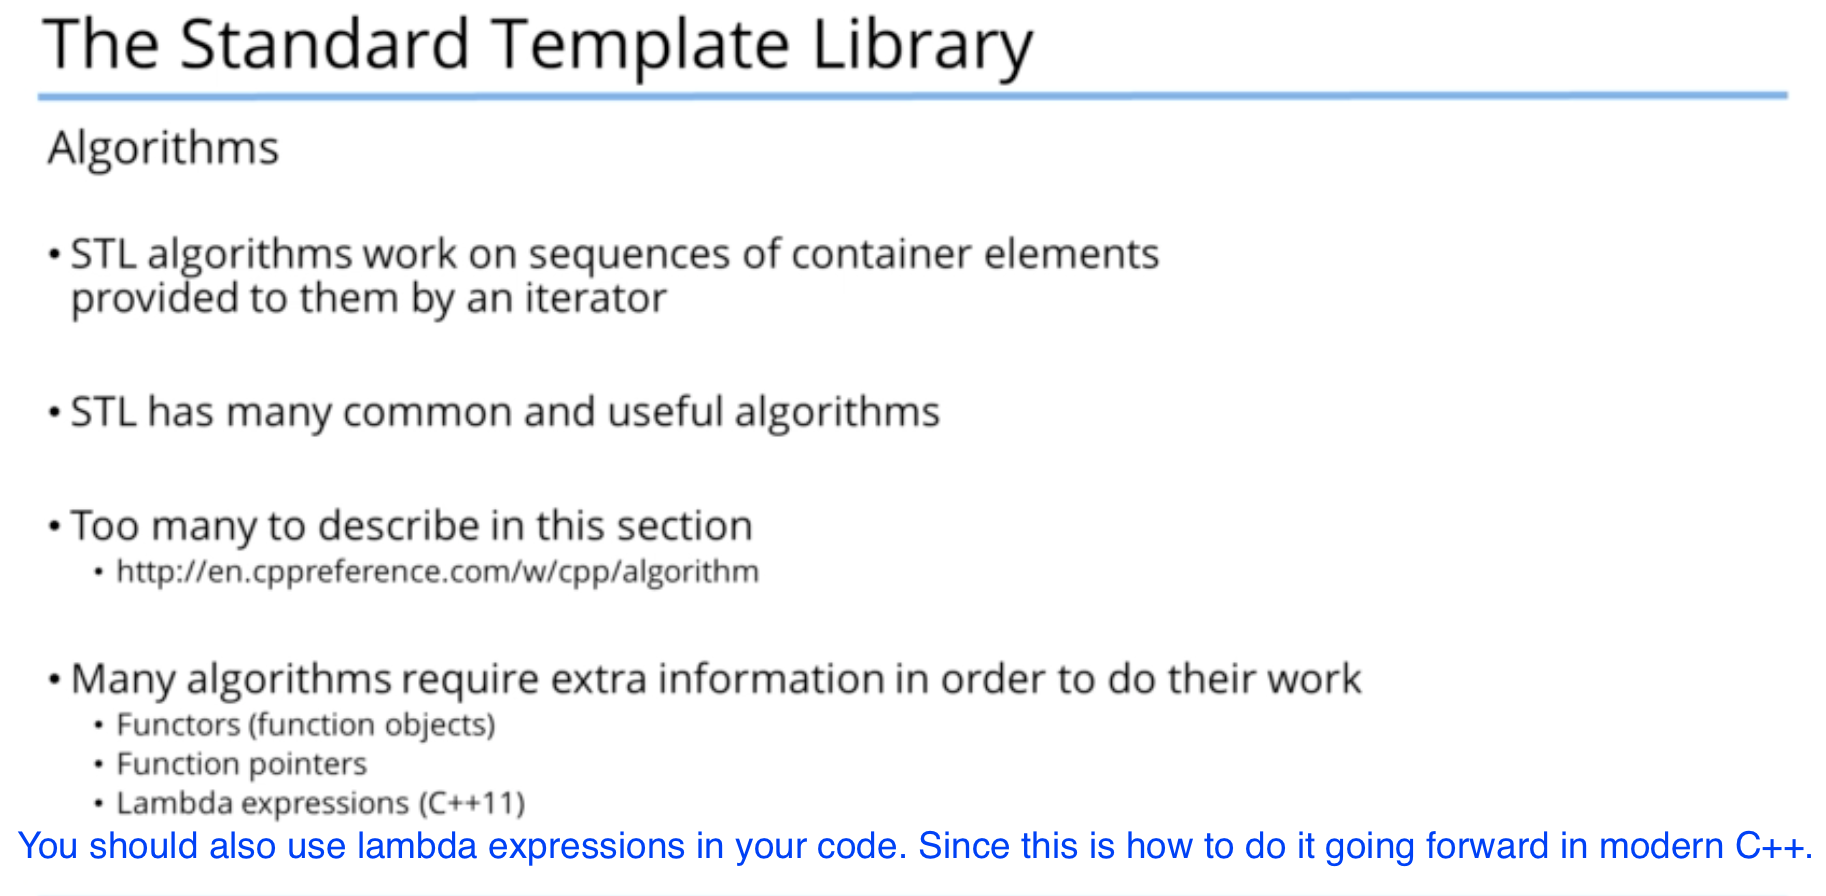 The Standard Template Library
Algorithms
• STL algorithms work on sequences of container elements
provided to them by an iterator
• STL has many common and useful algorithms
• Too many to describe in this section
• http://en.cppreference.com/w/cpp/algorithm
• Many algorithms require extra information in order to do their work
• Functors (function objects)
• Function pointers
• Lambda expressions (C++11)
You should also use lambda expressions in your code. Since this is how to do it going forward in modern C++.